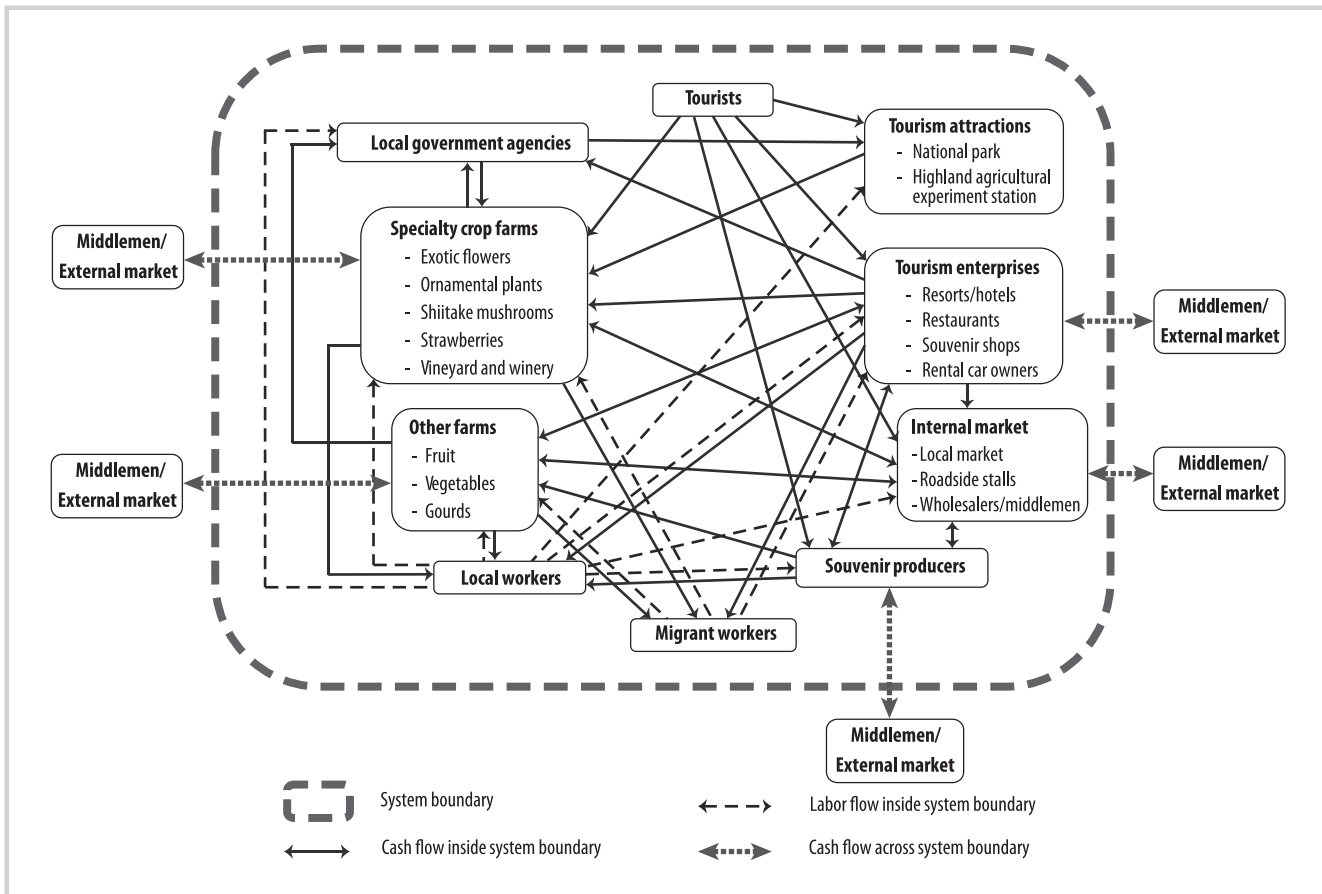 Tourists
Tourism attractions
- National park
- Highland agricultural
experiment station
Local government agencies
Specialty crop farms
- Exotic flowers
- Ornamental plants
- Shiitake mushrooms
- Strawberries
- Vineyard and winery
Middlemen/
External market
Tourism enterprises
- Resorts/hotels
- Restaurants
- Souvenir shops
- Rental car owners
Middlemen/
External market
Other farms
- Fruit
- Vegetables
- Gourds
Middlemen/
External market
Internal market
-Local market
-Roadside stalls
-Wholesalers/middlemen
Middlemen/
External market
Local workers
Souvenir producers
Migrant workers
Middlemen/
External market
System boundary
Labor flow inside system boundary
Cash flow inside system boundary
Cash flow across system boundary